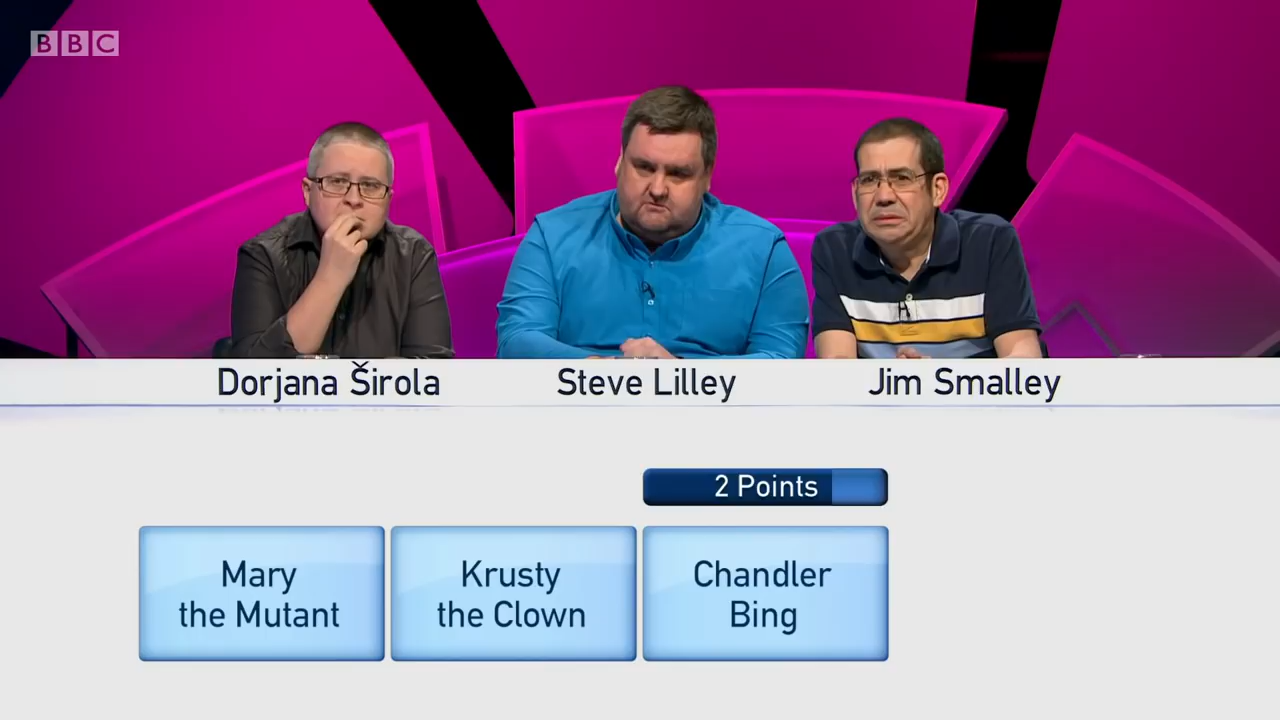 BBC
Dorjana Širola
Steve Lilley
Jim Smalley
2 Points
Mary
the Mutant
Krusty
the Clown
Chandler
Bing